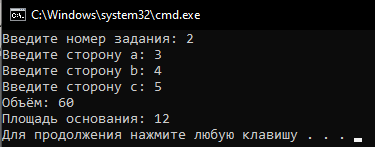 C:\Windows\system32\cmd.exe
Введите номер задания: 2
Введите сторону a: 3
Введите сторону b: 4
Введите сторону c: 5
Объём: 60
Площадь основания: 12
Для продолжения нажмите любую клавишу . . .